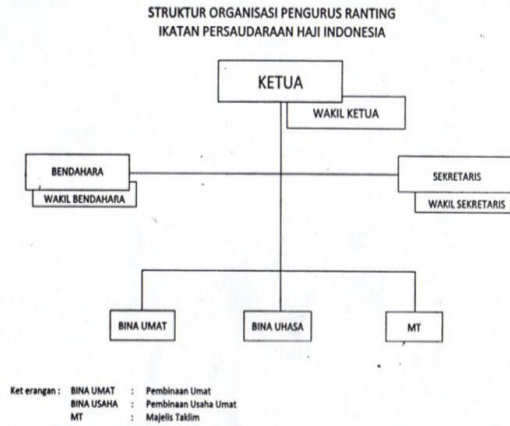 STRUKTUR ORGANISASI PENGURUS RANTING
IKATAN PERSAUDARAAN HAJI INDONESIA
KETUA
WAKIL KETUA
BENDAHARA
WAKIL BENDAHARA
SEKRETARIS
WAKIL SEKRETARIS
BINA UMAT
BINA UHASA
MT
Ket erangan : BINA UMAT : Pembinaan Umat
BINA USAHA : Pembinaan Usaha Umat
MT : Majelis Taklim